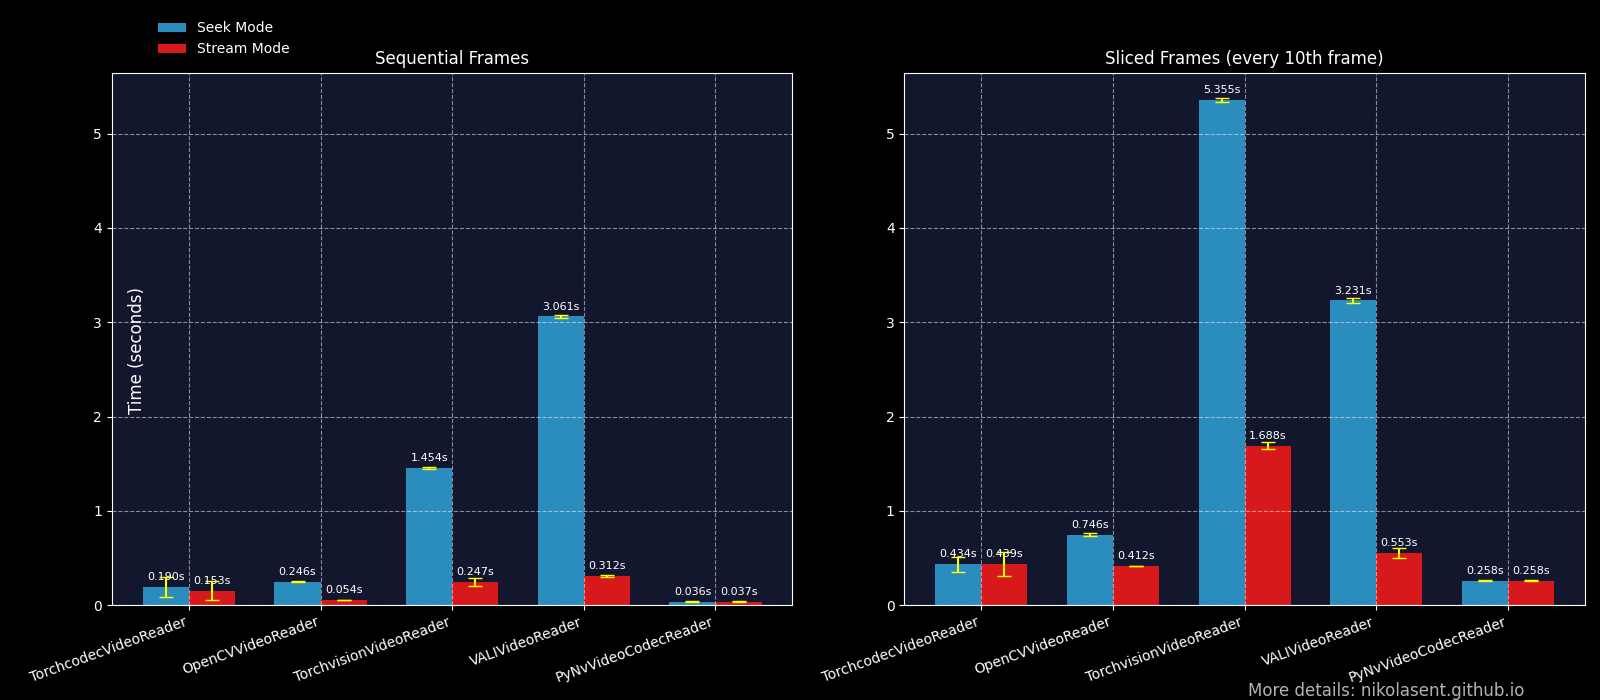 Seek Mode
Stream Mode
Sequential Frames
Time (seconds)
5
4
3
2
1
0
0.190s
0.153s
0.246s
0.054s
1.454s
0.247s
3.061s
0.312s
0.036s
0.037s
TorchcodecVideoReader
OpenCVVideoReader
TorchvisionVideoReader
VALIVideoReader
PyNvVideoCodecReader
Sliced Frames (every 10th frame)
5
4
3
2
1
0
0.434s
0.439s
0.746s
0.412s
5.355s
1.688s
3.231s
0.553s
0.258s
0.258s
TorchcodecVideoReader
OpenCVVideoReader
TorchvisionVideoReader
VALIVideoReader
PyNvVideoCodecReader
More details: nikolasent.github.io